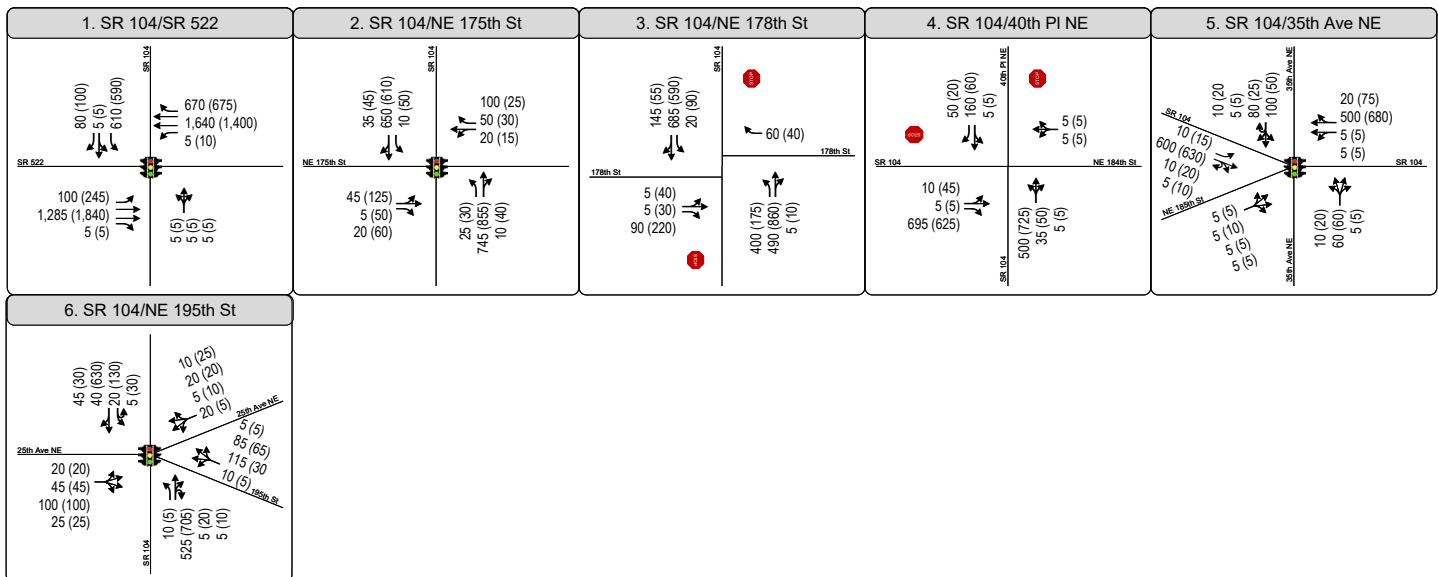 1. SR 104/SR 522
SR 104
80 (100)
5 (5)
610 (590)
670 (675)
1,640 (1,400)
5 (10)
SR 522
100 (245)
1,285 (1,840)
5 (5)
5 (5)
5 (5)
5 (5)
2. SR 104/NE 175th St
SR 104
35 (45)
650 (610)
10 (50)
100 (25)
50 (30)
20 (15)
NE 175th St
45 (125)
5 (50)
20 (60)
25 (30)
745 (855)
10 (40)
3. SR 104/NE 178th St
SR 104
STOP
145 (55)
685 (590)
20 (90)
60 (40)
178th St
178th St
5 (40)
5 (30)
90 (220)
400 (175)
490 (860)
5 (10)
STOP
4. SR 104/40th Pl NE
40th Pl NE
STOP
500 (20)
160 (60)
5 (5)
STOP
5 (5)
5 (5)
SR 104
NE 184th St
10 (45)
5 (5)
695 (625)
500 (725)
35 (50)
5 (5)
SR 104
5. SR 104/35th Ave NE
35th Ave NE
10 (20
5 (5)
80 (25)
100 (50)
20 (75)
500 (680)
5 (5)
5 (5)
SR 104
10 (15)
600 (630)
10 (20)
5 (10)
SR 104
NE 185th St
5 (5)
5 (10)
5 (5)
5 (5)
10 (20)
60 (60)
5 (5)
35th Ave NE
6. SR 104/NE 195th St
45 (30)
40 (630)
20 (130)
5 (30)
10 (25)
20 (20)
5 (10)
20 (5)
25th Ave NE
5 (5)
85 (65)
115 (30
10 (5)
195th St
25th Ave NE
20 (20)
45 (45)
100 (100)
25 (25)
10 (5)
525 (705)
5 (20)
5 (10)
SR 104